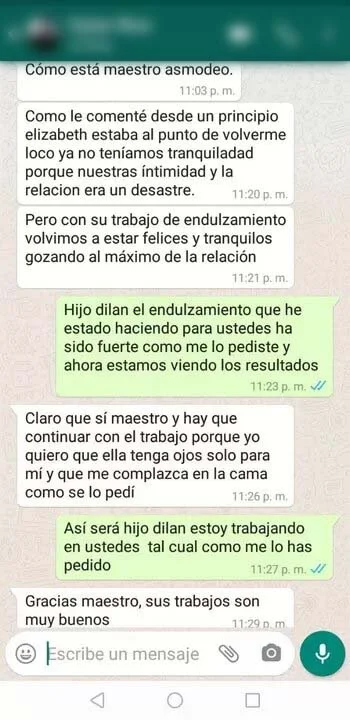 Cómo está maestro asmodeo.
11:03 p. m.
Como le comenté desde un principio
elizabeth estaba al punto de volverme
loco ya no teníamos tranquiladad
porque nuestras íntimidad y la
relacion era un desastre.
11:20 p. m.
Pero con su trabajo de endulzamiento
volvimos a estar felices y tranquilos
gozando al máximo de la relación
11:21 p. m.
Hijo dilan el endulzamiento que he
estado haciendo para ustedes ha
sido fuerte como me lo pediste y
ahora estamos viendo los resultados
11:23 p. m.
Claro que sí maestro y hay que
continuar con el trabajo porque yo
quiero que ella tenga ojos solo para
mí y que me complazca en la cama
como se lo pedí
11:26 p. m.
Así será hijo dilan estoy trabajando
en ustedes tal cual como me lo has
pedido
11:27 p. m.
Gracias maestro, sus trabajos son
muy buenos
11:29 p. m.
Escribe un mensaje